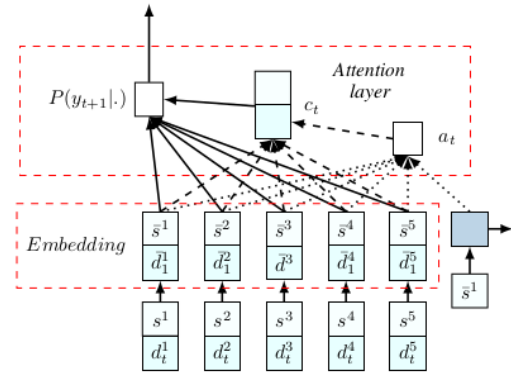 Attention
layer
P(y_{t+1}|.)
c_t
a_t
Embedding
s̄^1 s̄^2 s̄^3 s̄^4 s̄^5
d̄_1^1 d̄_1^2 d̄^3 d̄_1^4 d̄_1^5
s̄^1
s^1 s^2 s^3 s^4 s^5
d_t^1 d_t^2 d_t^3 d_t^4 d_t^5